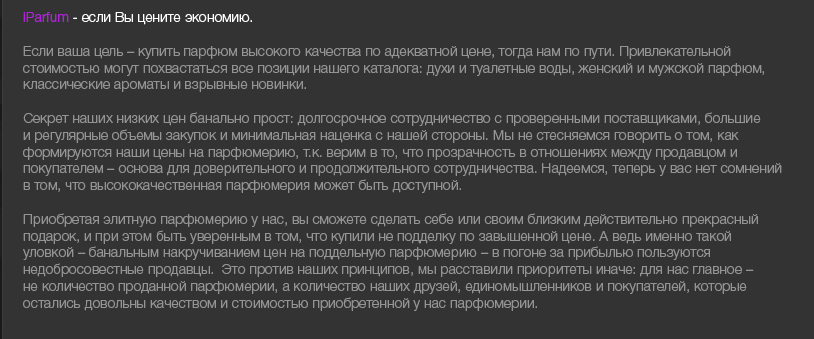 IParfum - если Вы цените экономию.
Если ваша цель – купить парфюм высокого качества по адекватной цене, тогда нам по пути. Привлекательной
стоимостью могут похвастаться все позиции нашего каталога: духи и туалетные воды, женский и мужской парфюм,
классические ароматы и взрывные новинки.
Секрет наших низких цен банально прост: долгосрочное сотрудничество с проверенными поставщиками, большие
и регулярные объемы закупок и минимальная наценка с нашей стороны. Мы не стесняемся говорить о том, как
формируются наши цены на парфюмерию, т.к. верим в то, что прозрачность в отношениях между продавцом и
покупателем – основа для доверительного и продолжительного сотрудничества. Надеемся, теперь у вас нет сомнений
в том, что высококачественная парфюмерия может быть доступной.
Приобретая элитную парфюмерию у нас, вы сможете сделать себе или своим близким действительно прекрасный
подарок, и при этом быть уверенным в том, что купили не подделку по завышенной цене. А ведь именно такой
уловкой – банальным накручиванием цен на поддельную парфюмерию – в погоне за прибылью пользуются
недобросовестные продавцы.  Это против наших принципов, мы расставили приоритеты иначе: для нас главное –
не количество проданной парфюмерии, а количество наших друзей, единомышленников и покупателей, которые
остались довольны качеством и стоимостью приобретенной у нас парфюмерии.